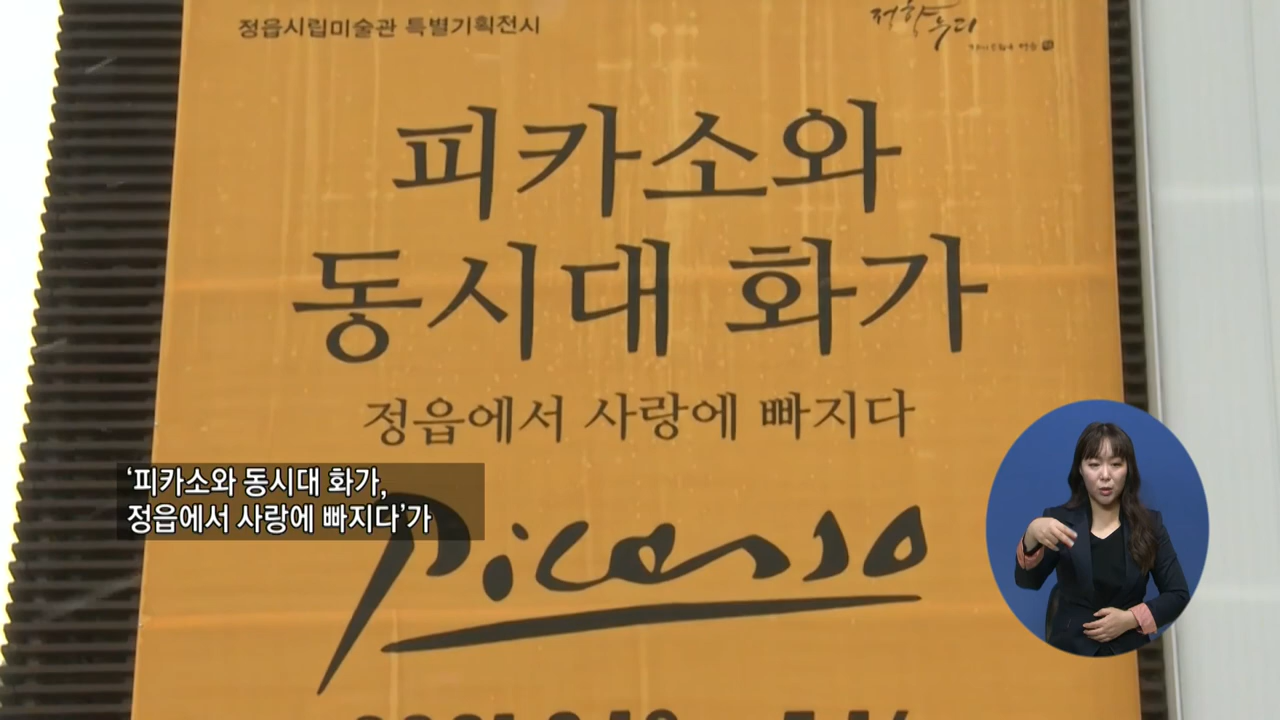 정읍시립미술관 특별기획전시
피카소와
동시대 화가
정읍에서 사랑에 빠지다
‘피카소와 동시대 화가,
정읍에서 사랑에 빠지다’가
Picasso